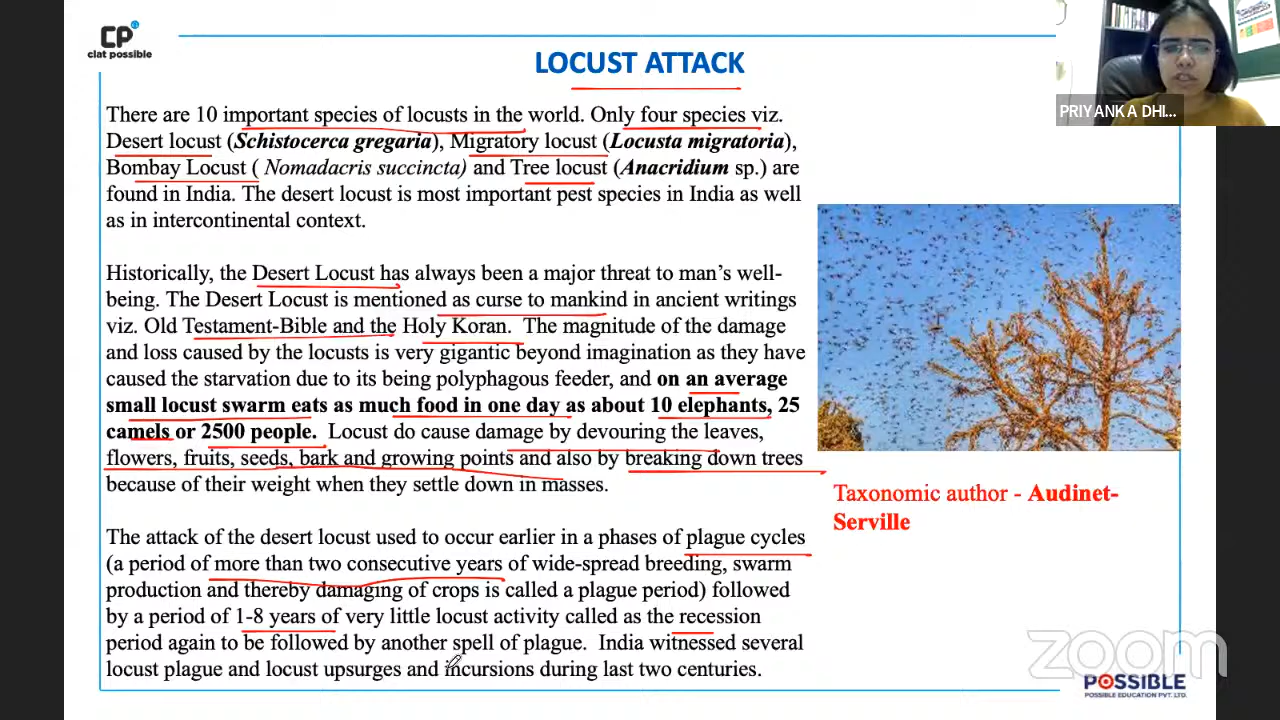 CP
clat possible
LOCUST ATTACK
PRIYANKA DHI...
There are 10 important species of locusts in the world. Only four species viz.
Desert locust (Schistocerca gregaria), Migratory locust (Locusta migratoria),
Bombay Locust ( Nomadacris succincta) and Tree locust (Anacridium sp.) are
found in India. The desert locust is most important pest species in India as well
as in intercontinental context.
Historically, the Desert Locust has always been a major threat to man's well-
being. The Desert Locust is mentioned as curse to mankind in ancient writings
viz. Old Testament-Bible and the Holy Koran. The magnitude of the damage
and loss caused by the locusts is very gigantic beyond imagination as they have
caused the starvation due to its being polyphagous feeder, and on an average
small locust swarm eats as much food in one day as about 10 elephants, 25
camels or 2500 people. Locust do cause damage by devouring the leaves,
flowers, fruits, seeds, bark and growing points and also by breaking down trees
because of their weight when they settle down in masses.
Taxonomic author - Audinet-
Serville
The attack of the desert locust used to occur earlier in a phases of plague cycles
(a period of more than two consecutive years of wide-spread breeding, swarm
production and thereby damaging of crops is called a plague period) followed
by a period of 1-8 years of very little locust activity called as the recession
period again to be followed by another spell of plague. India witnessed several
locust plague and locust upsurges and incursions during last two centuries.
zoom
POSSIBLE
POSSIBLE EDUCATION PVT. LTD.